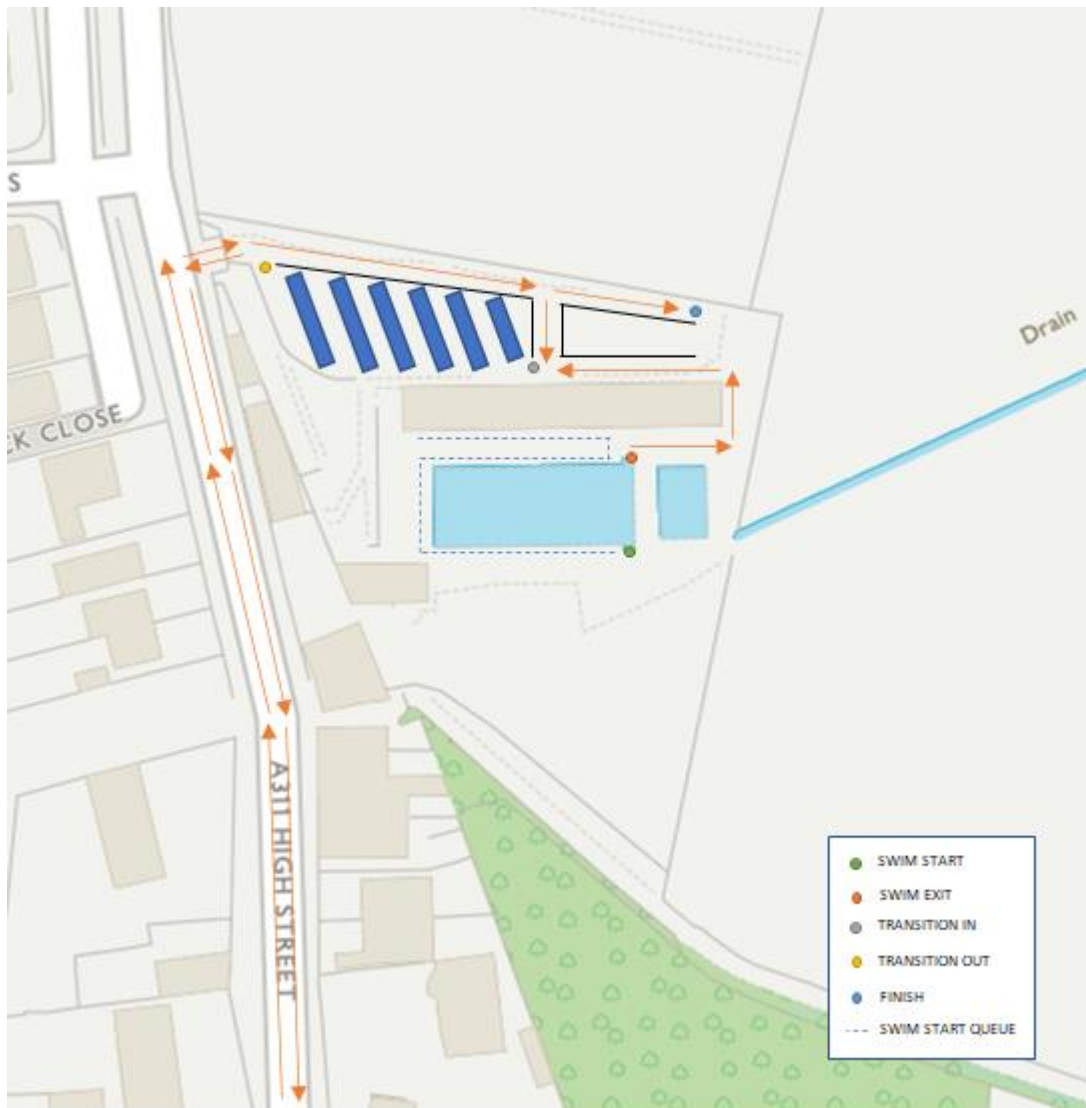 S
CK CLOSE
Drain
A311 HIGH STREET
SWIM START
SWIM EXIT
TRANSITION IN
TRANSITION OUT
FINISH
SWIM START QUEUE